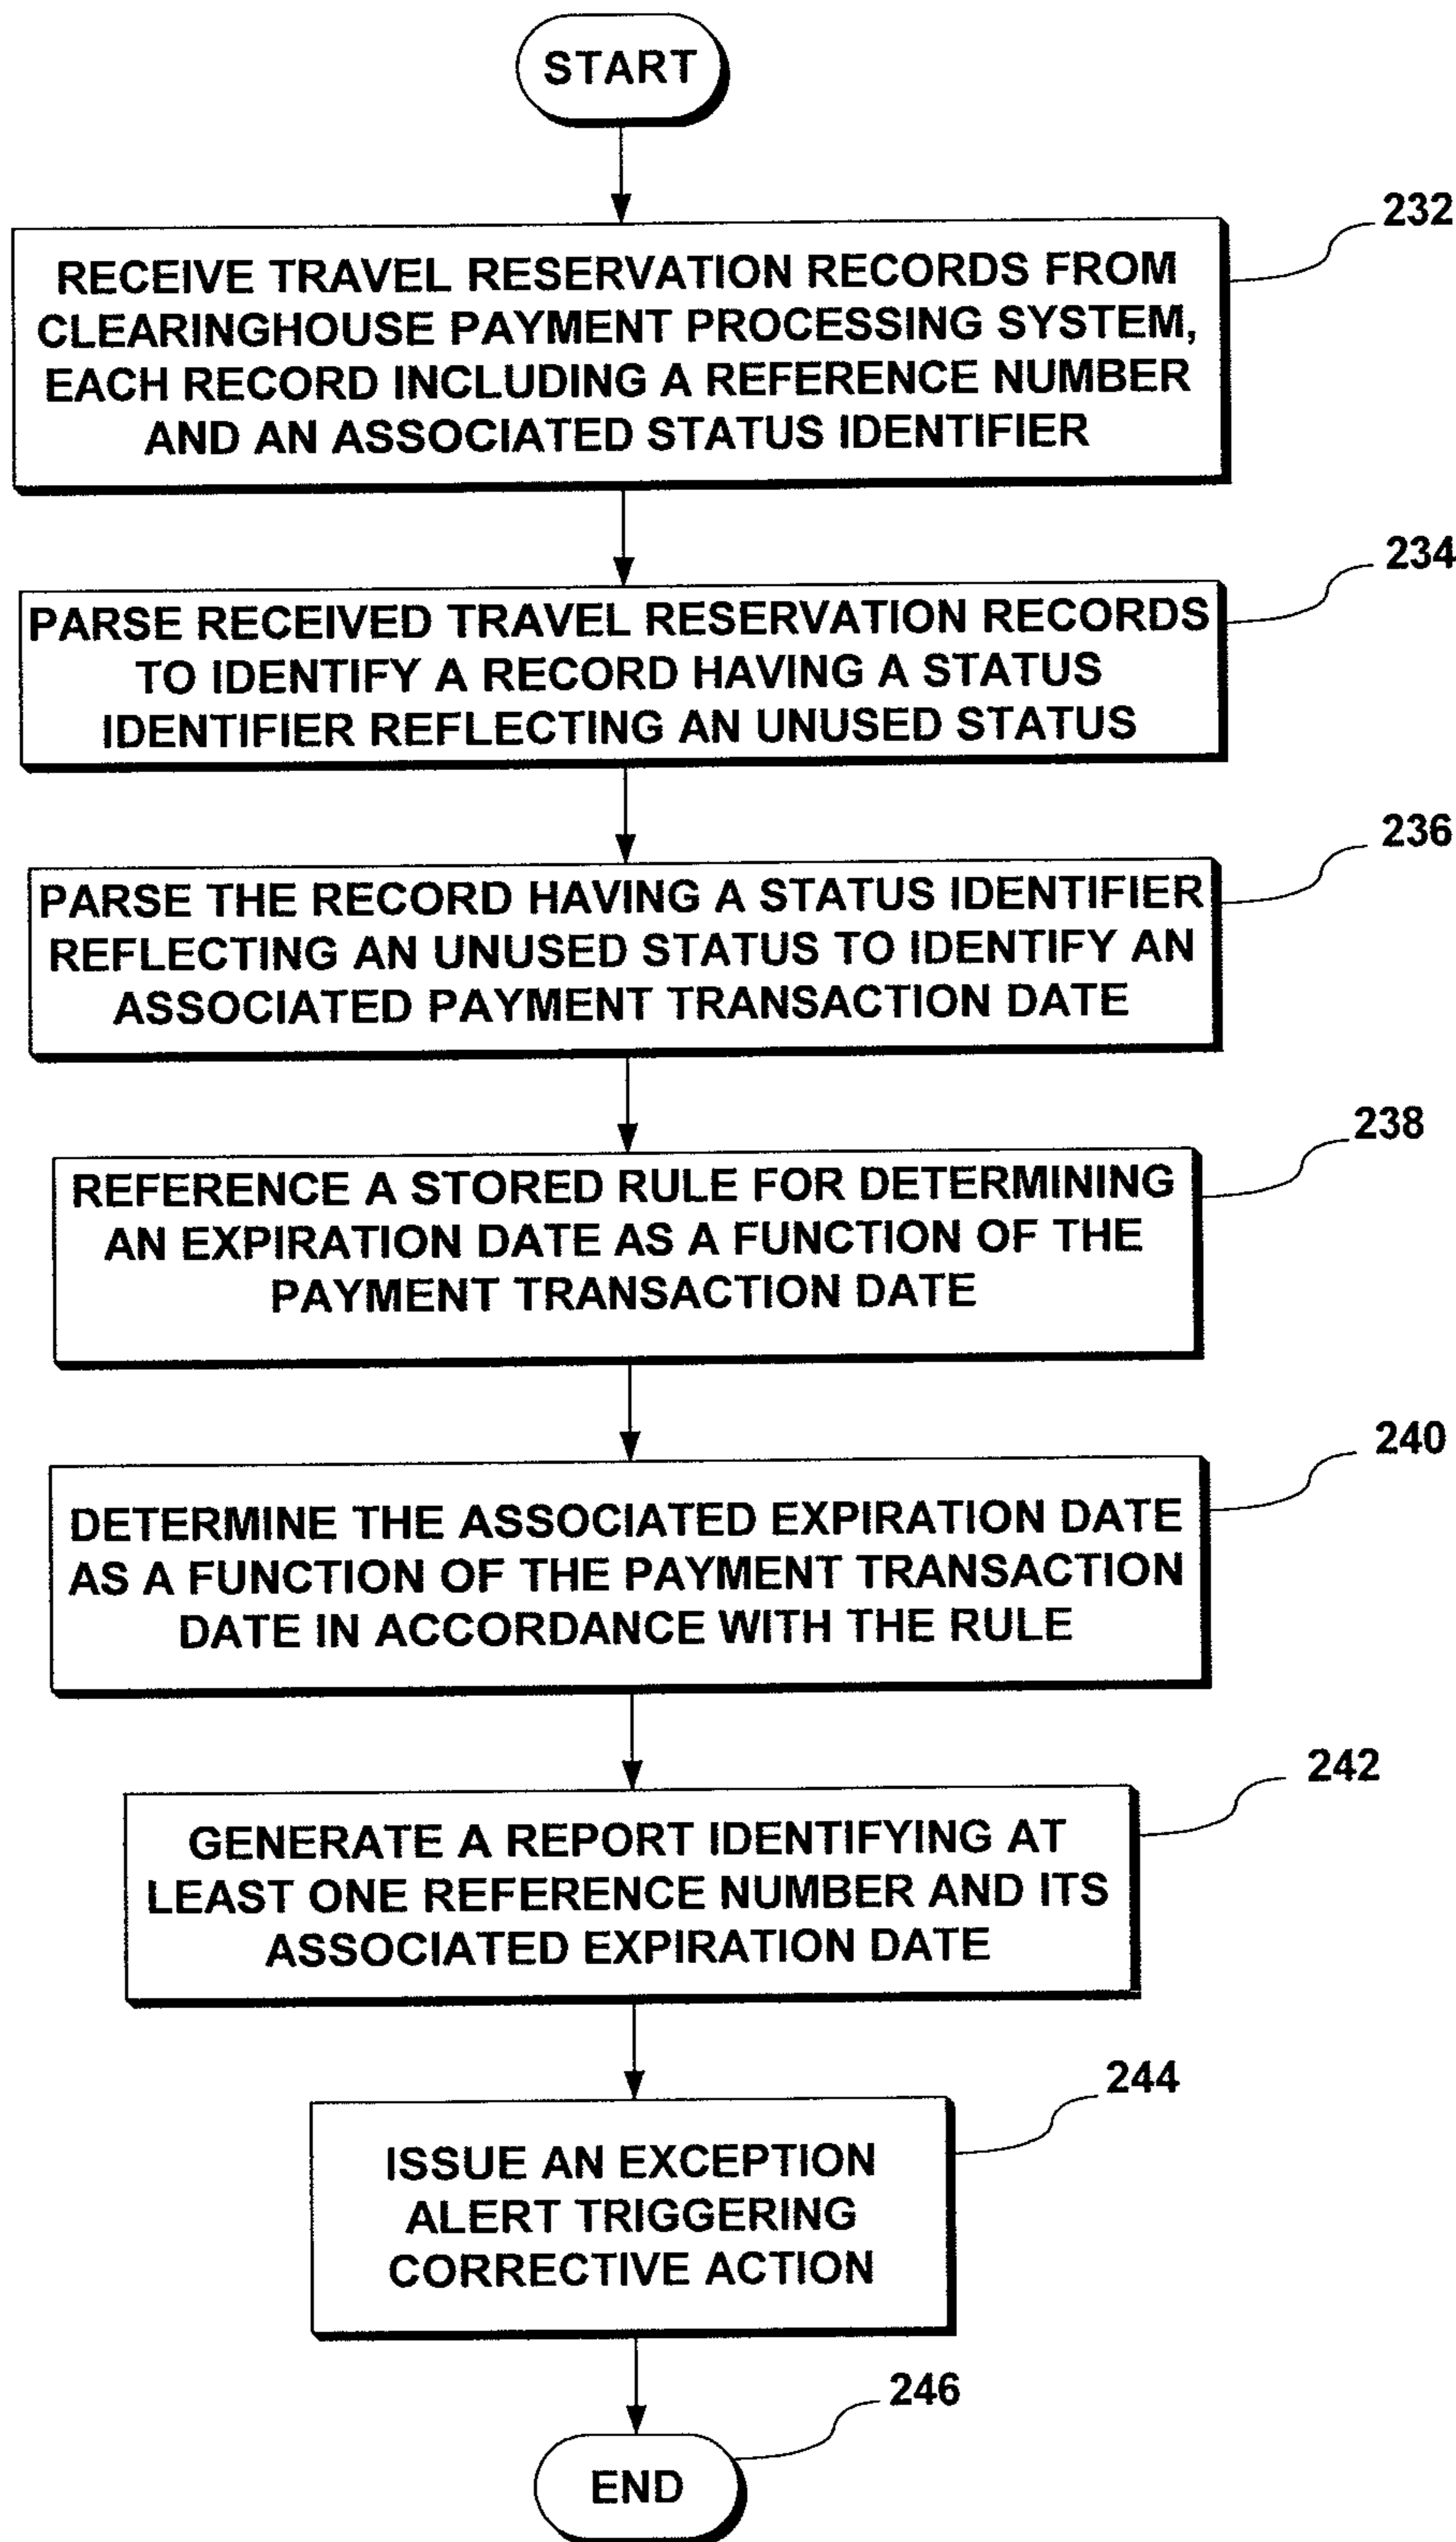 START
232
RECEIVE TRAVEL RESERVATION RECORDS FROM
CLEARINGHOUSE PAYMENT PROCESSING SYSTEM,
EACH RECORD INCLUDING A REFERENCE NUMBER
AND AN ASSOCIATED STATUS IDENTIFIER
234
PARSE RECEIVED TRAVEL RESERVATION RECORDS
TO IDENTIFY A RECORD HAVING A STATUS
IDENTIFIER REFLECTING AN UNUSED STATUS
236
PARSE THE RECORD HAVING A STATUS IDENTIFIER
REFLECTING AN UNUSED STATUS TO IDENTIFY AN
ASSOCIATED PAYMENT TRANSACTION DATE
238
REFERENCE A STORED RULE FOR DETERMINING
AN EXPIRATION DATE AS A FUNCTION OF THE
PAYMENT TRANSACTION DATE
240
DETERMINE THE ASSOCIATED EXPIRATION DATE
AS A FUNCTION OF THE PAYMENT TRANSACTION
DATE IN ACCORDANCE WITH THE RULE
242
GENERATE A REPORT IDENTIFYING AT
LEAST ONE REFERENCE NUMBER AND ITS
ASSOCIATED EXPIRATION DATE
244
ISSUE AN EXCEPTION
ALERT TRIGGERING
CORRECTIVE ACTION
246
END